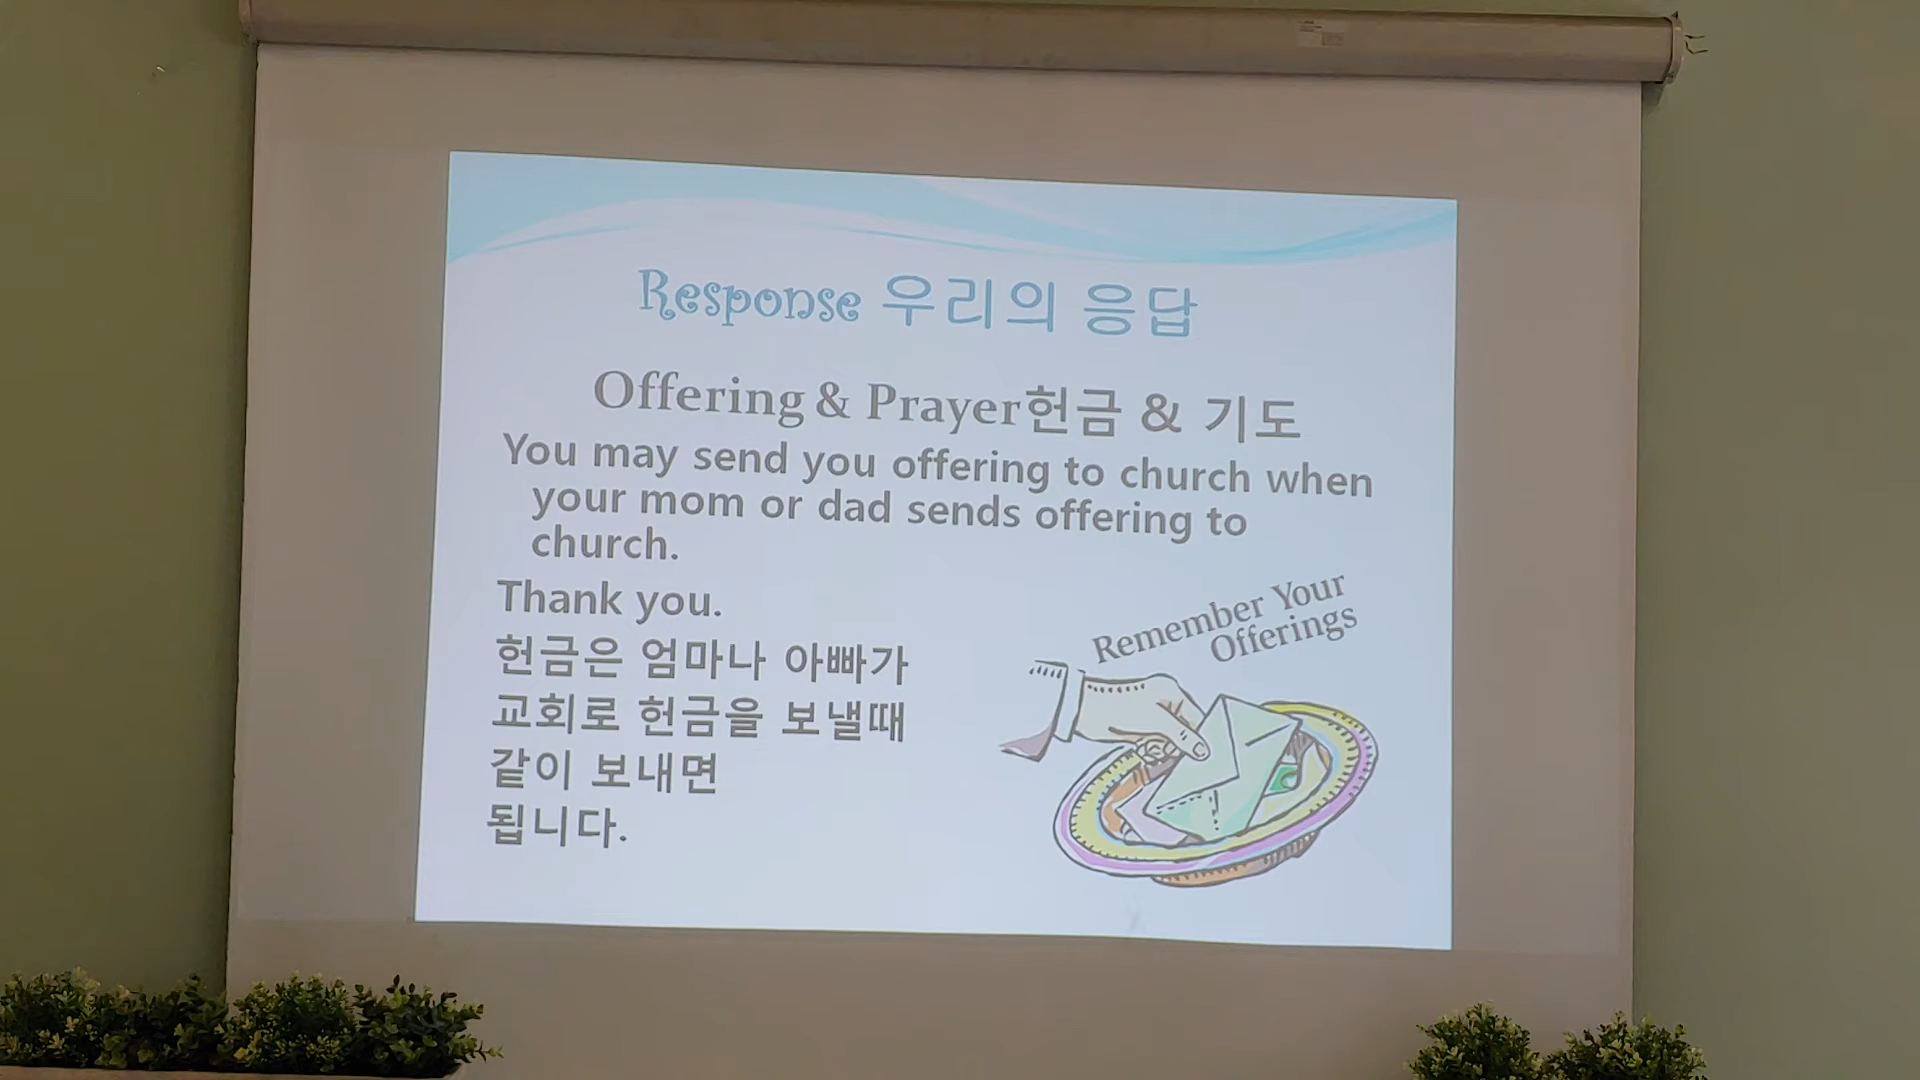 Response 우리의 응답
Offering & Prayer헌금 & 기도
You may send you offering to church when
your mom or dad sends offering to
church.
Thank you.
헌금은 엄마나 아빠가
교회로 헌금을 보낼때
같이 보내면
됩니다.
Remember Your
Offerings